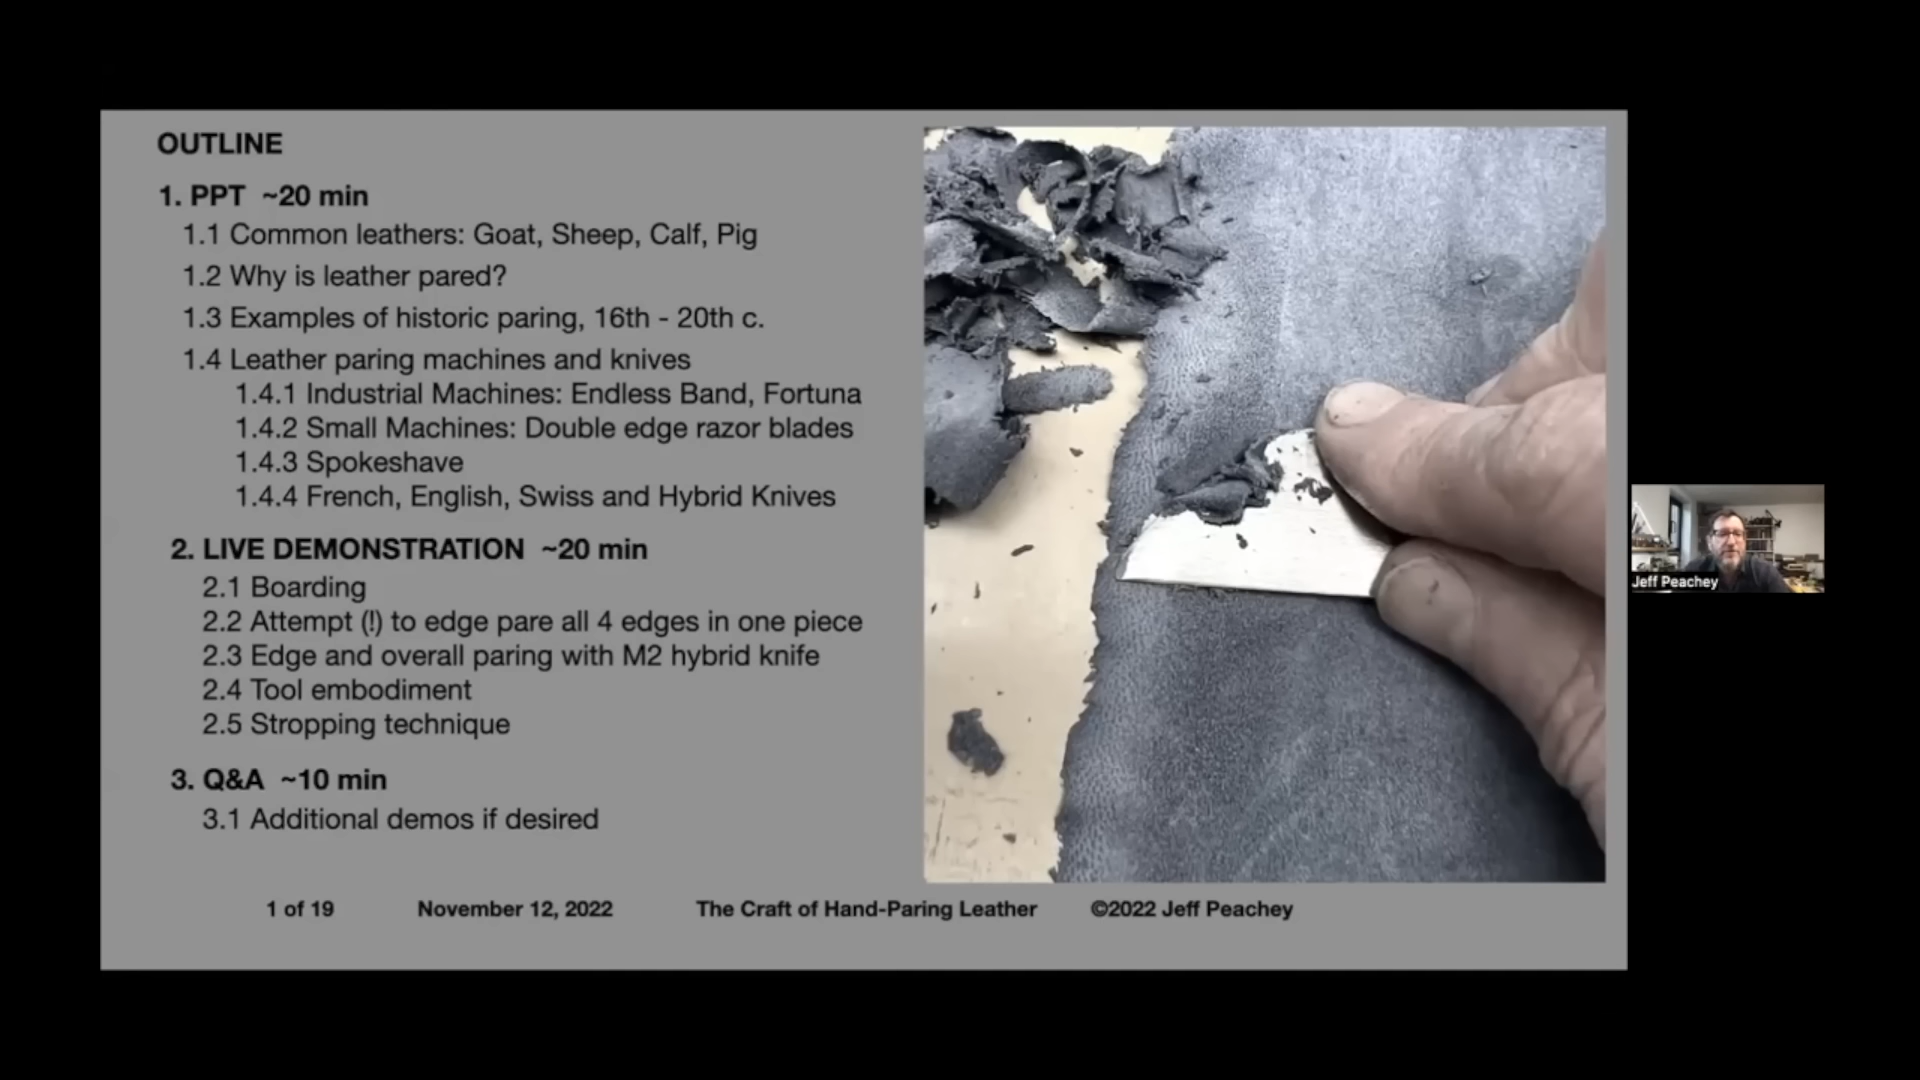 OUTLINE
1. PPT ~20 min
1.1 Common leathers: Goat, Sheep, Calf, Pig
1.2 Why is leather pared?
1.3 Examples of historic paring, 16th - 20th c.
1.4 Leather paring machines and knives
1.4.1 Industrial Machines: Endless Band, Fortuna
1.4.2 Small Machines: Double edge razor blades
1.4.3 Spokeshave
1.4.4 French, English, Swiss and Hybrid Knives
2. LIVE DEMONSTRATION ~20 min
2.1 Boarding
2.2 Attempt (!) to edge pare all 4 edges in one piece
2.3 Edge and overall paring with M2 hybrid knife
2.4 Tool embodiment
2.5 Stropping technique
3. Q&A ~10 min
3.1 Additional demos if desired
1 of 19 November 12, 2022 The Craft of Hand-Paring Leather ©2022 Jeff Peachey
Jeff Peachey